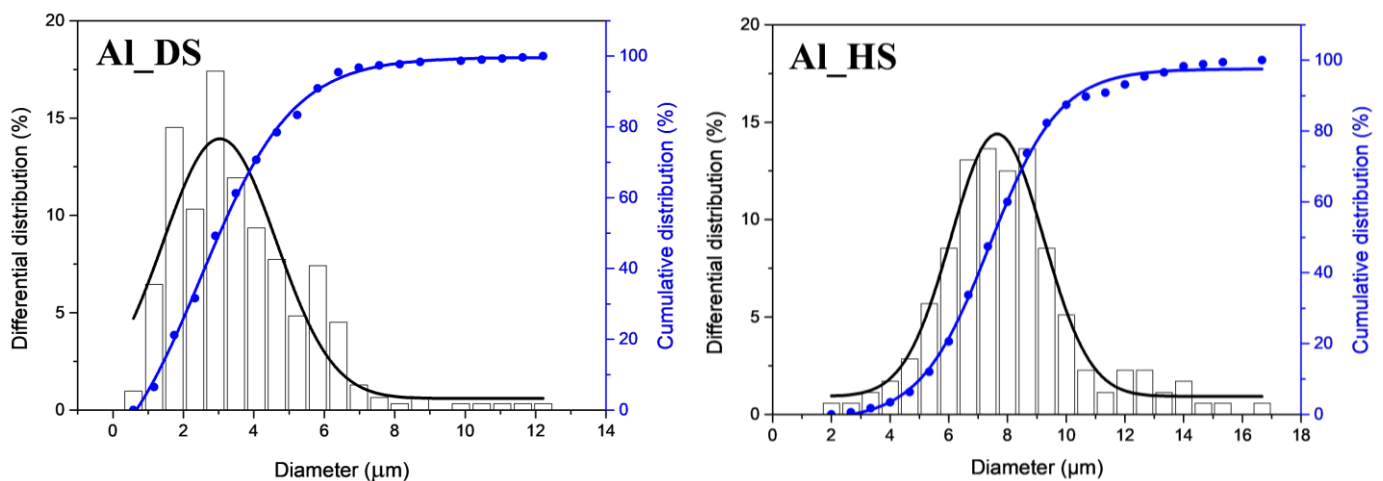 Al_DS
Differential distribution (%)
20
15
10
5
0
0 2 4 6 8 10 12 14
Diameter (μm)
100
80
60
40
20
0
Cumulative distribution (%)
Al_HS
Differential distribution (%)
20
15
10
5
0
0 2 4 6 8 10 12 14 16 18
Diameter (μm)
100
80
60
40
20
0
Cumulative distribution (%)